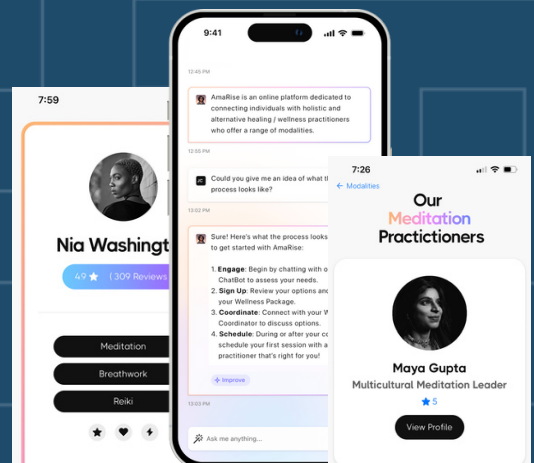 7:59
Nia Washingt
49 ★ (309 Reviews
Meditation
Breathwork
Reiki
9:41
12:45 PM
AmaRise is an online platform dedicated to
connecting individuals with holistic and
alternative healing / wellness practitioners
who offer a range of modalities.
12:55 PM
JC
Could you give me an idea of what t
process looks like?
13:02 PM
Sure! Here's what the process looks
to get started with AmaRise:
1. Engage: Begin by chatting with o
ChatBot to assess your needs.
2. Sign Up: Review your options and
your Wellness Package.
3. Coordinate: Connect with your W
Coordinator to discuss options.
4. Schedule: During or after your co
schedule your first session with a
practitioner that's right for you!
Improve
13:03 PM
Ask me anything...
7:26
← Modalities
Our
Meditation
Practictioners
Maya Gupta
Multicultural Meditation Leader
★ 5
View Profile